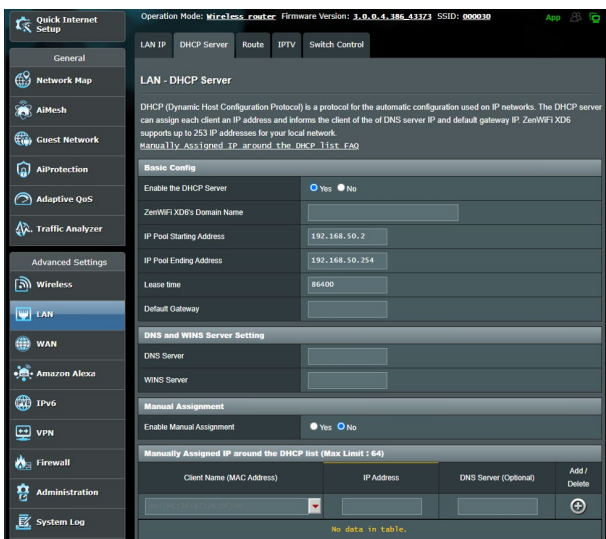 Quick Internet
Setup
General
Network Map
AiMesh
Guest Network
AiProtection
Adaptive QoS
Traffic Analyzer
Advanced Settings
Wireless
LAN
WAN
Amazon Alexa
IPv6
VPN
Firewall
Administration
System Log
Operation Mode: Wireless router Firmware Version: 3.0.0.4.386_43373 SSID: 000030 App
LAN IP DHCP Server Route IPTV Switch Control
LAN - DHCP Server
DHCP (Dynamic Host Configuration Protocol) is a protocol for the automatic configuration used on IP networks. The DHCP server
can assign each client an IP address and informs the client of the of DNS server IP and default gateway IP. ZenWiFi XD6
supports up to 253 IP addresses for your local network.
Manually Assigned IP around the DHCP list FAQ
Basic Config
Enable the DHCP Server Yes No
ZenWiFi XD6's Domain Name
IP Pool Starting Address 192.168.50.2
IP Pool Ending Address 192.168.50.254
Lease time 86400
Default Gateway
DNS and WINS Server Setting
DNS Server
WINS Server
Manual Assignment
Enable Manual Assignment Yes No
Manually Assigned IP around the DHCP list (Max Limit : 64)
Client Name (MAC Address) IP Address DNS Server (Optional) Add /
Delete
No data in table.